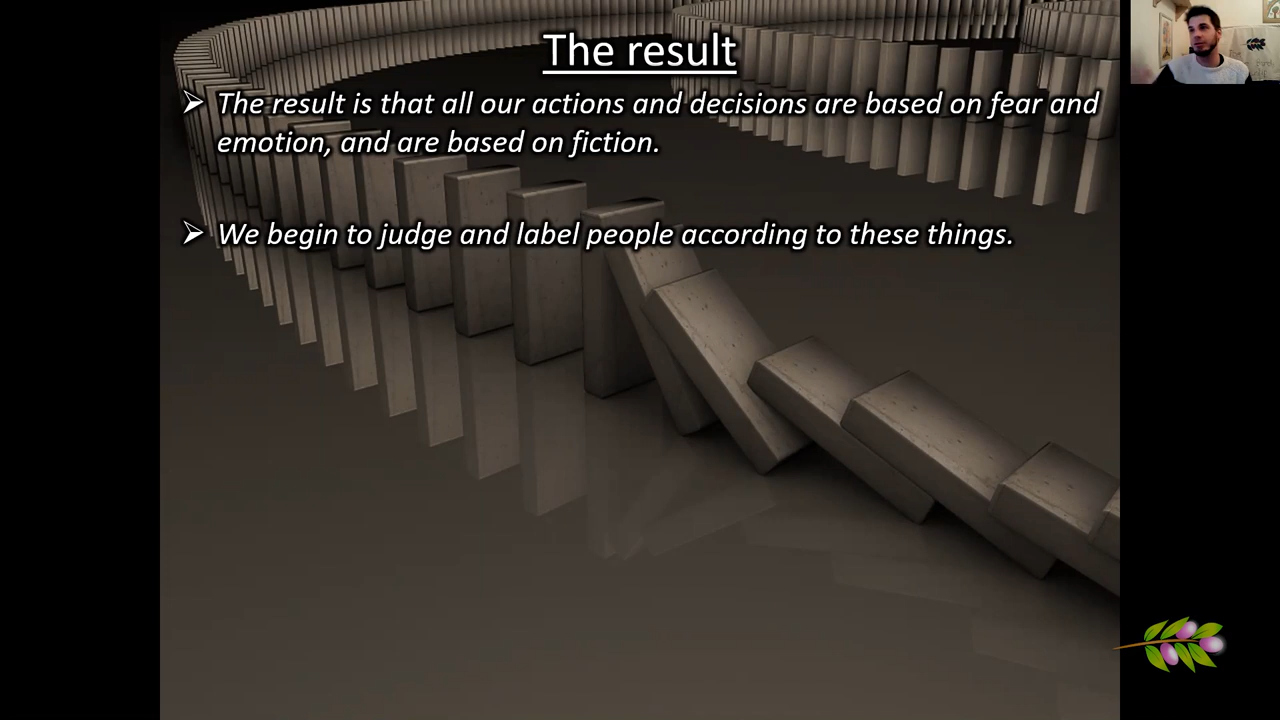 The result
The result is that all our actions and decisions are based on fear and
emotion, and are based on fiction.
We begin to judge and label people according to these things.